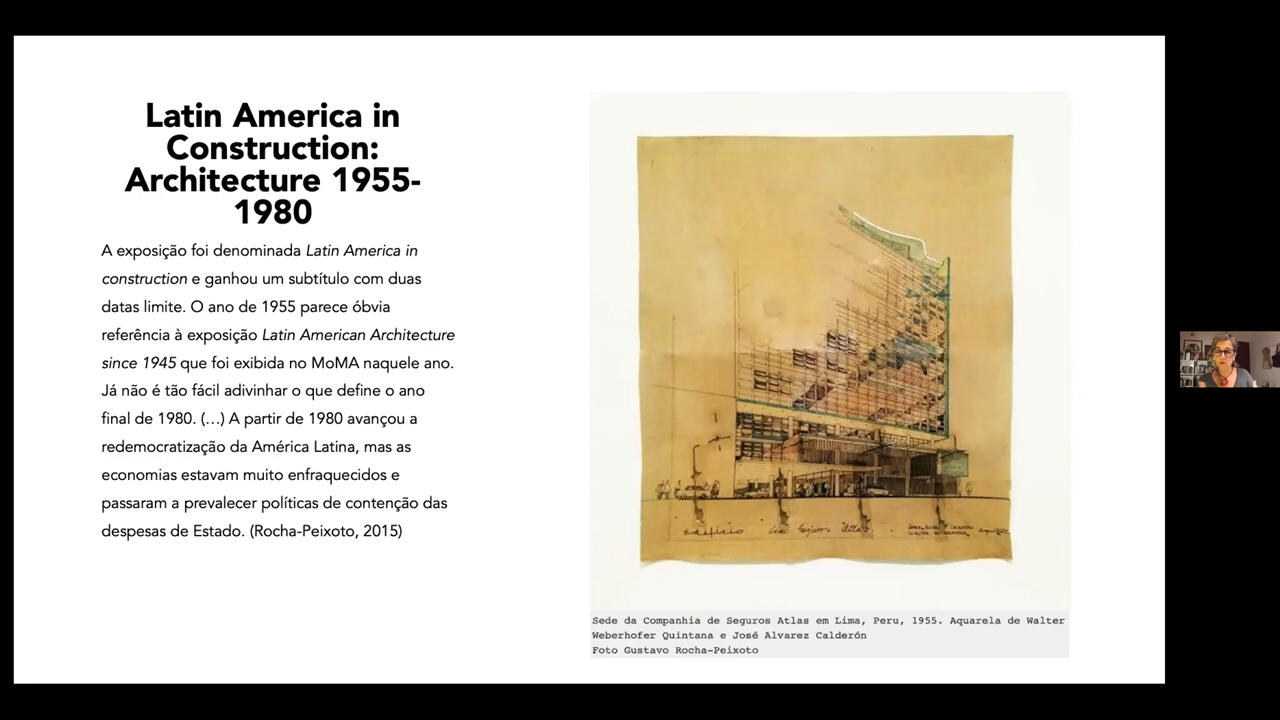 Latin America in
Construction:
Architecture 1955-
1980
A exposição foi denominada Latin America in
construction e ganhou um subtítulo com duas
datas limite. O ano de 1955 parece óbvia
referência à exposição Latin American Architecture
since 1945 que foi exibida no MoMA naquele ano.
Já não é tão fácil adivinhar o que define o ano
final de 1980. (...) A partir de 1980 avançou a
redemocratização da América Latina, mas as
economias estavam muito enfraquecidos e
passaram a prevalecer políticas de contenção das
despesas de Estado. (Rocha-Peixoto, 2015)
edificio Cia Seguros Atlas.
Sede da Companhia de Seguros Atlas em Lima, Peru, 1955. Aquarela de Walter
Weberhofer Quintana e José Alvarez Calderón
Foto Gustavo Rocha-Peixoto